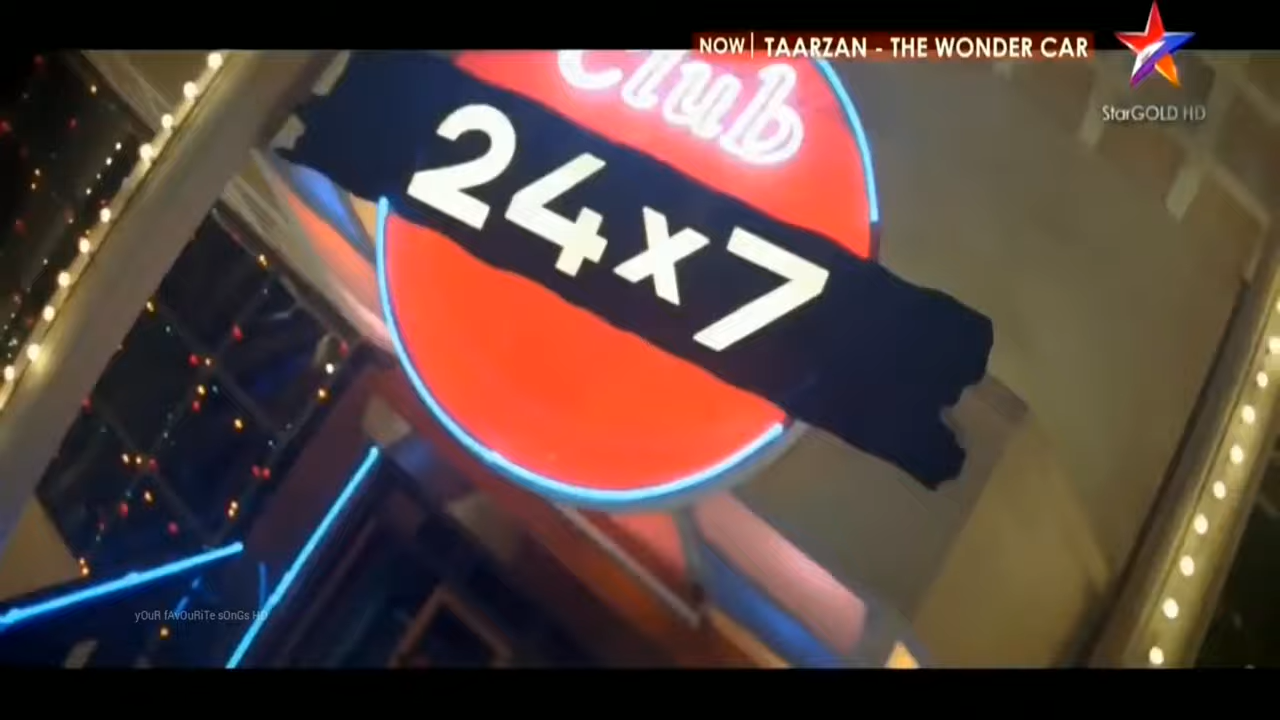 NOW | TAARZAN - THE WONDER CAR
StarGOLD HD
Club
24x7
yOuR fAvOuRiTe sOnGs HD